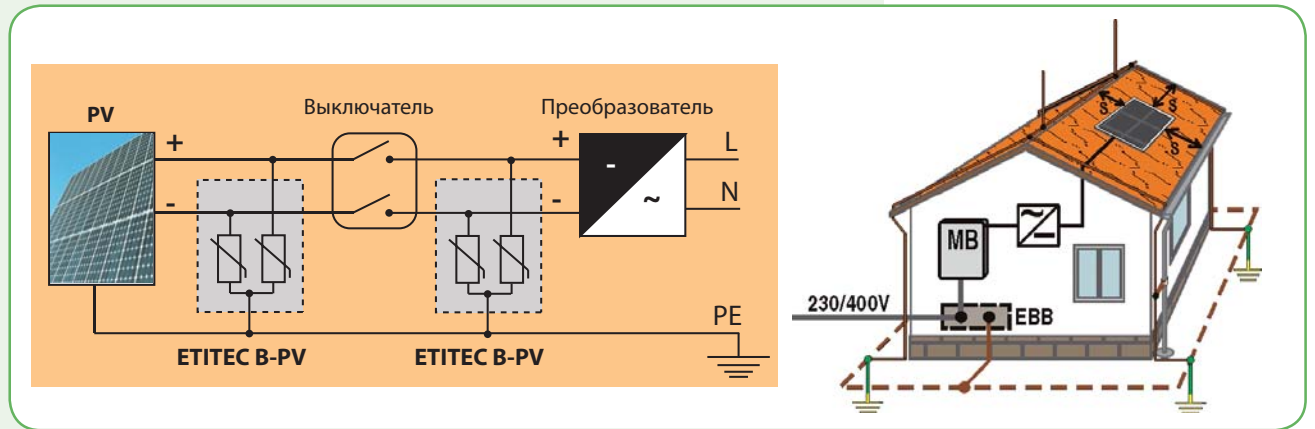 PV
Выключатель
Преобразователь
+
+
-
L
-
-
~
N
PE
ETITEC B-PV
ETITEC B-PV
S
S
S
MB
~
230/400V
EBB